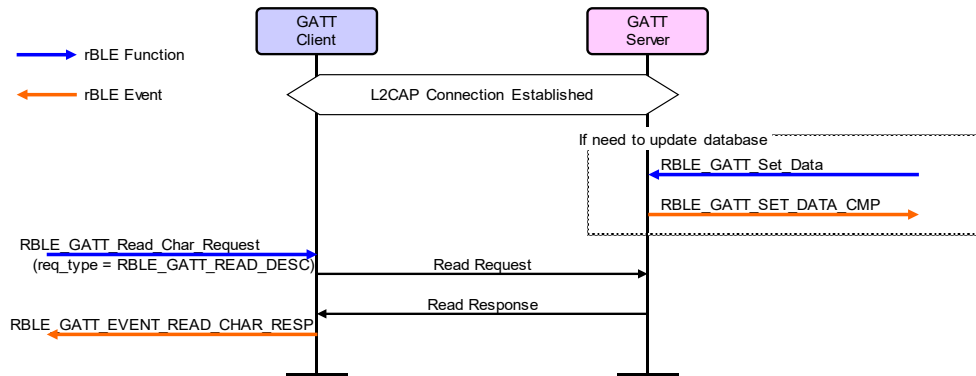 GATT
Client
GATT
Server
rBLE Function
rBLE Event
L2CAP Connection Established
If need to update database
RBLE_GATT_Set_Data
RBLE_GATT_SET_DATA_CMP
RBLE_GATT_Read_Char_Request
(req_type = RBLE_GATT_READ_DESC)
Read Request
Read Response
RBLE_GATT_EVENT_READ_CHAR_RESP